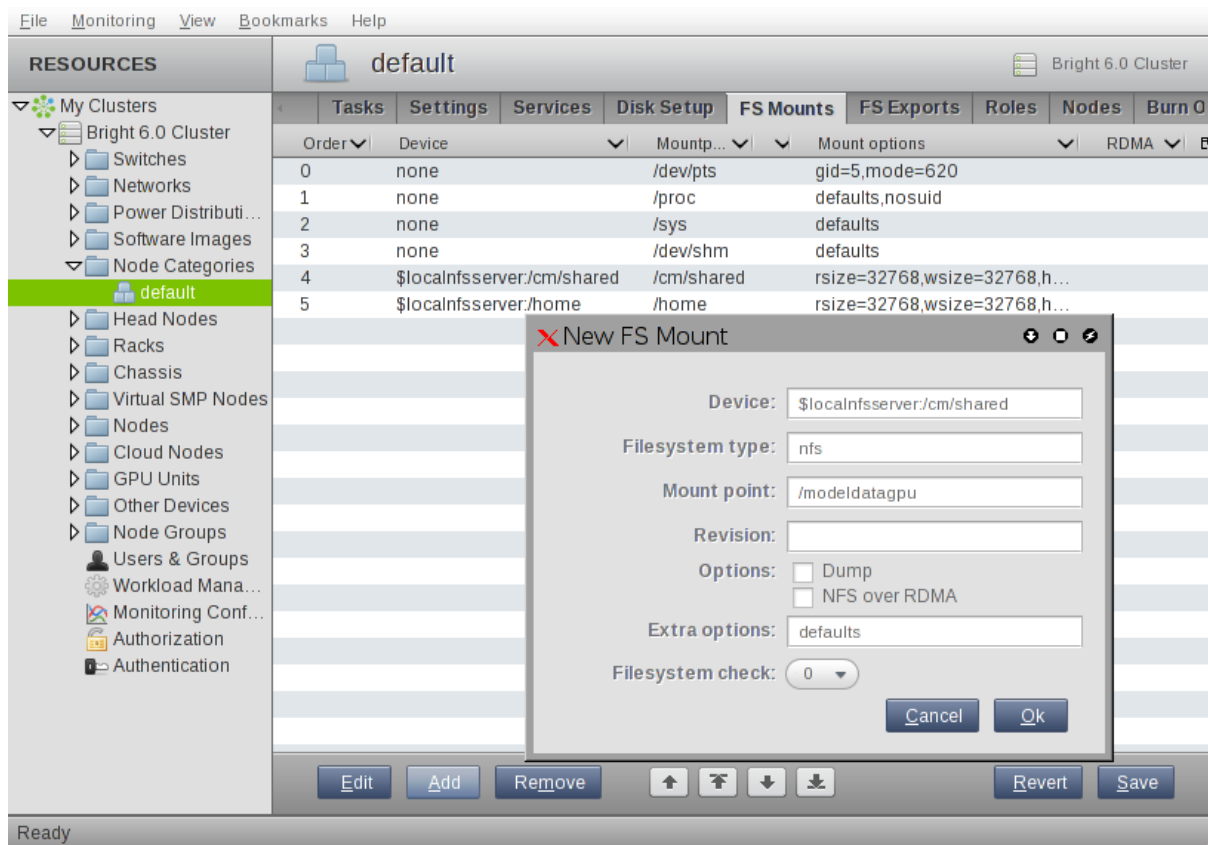 File Monitoring View Bookmarks Help
RESOURCES
default
Bright 6.0 Cluster
My Clusters
Bright 6.0 Cluster
Switches
Networks
Power Distributi...
Software Images
Node Categories
default
Head Nodes
Racks
Chassis
Virtual SMP Nodes
Nodes
Cloud Nodes
GPU Units
Other Devices
Node Groups
Users & Groups
Workload Mana...
Monitoring Conf...
Authorization
Authentication
Tasks Settings Services Disk Setup FS Mounts FS Exports Roles Nodes Burn O
Order Device Mountp... Mount options RDMA
0 none /dev/pts gid=5,mode=620
1 none /proc defaults,nosuid
2 none /sys defaults
3 none /dev/shm defaults
4 $localnfsserver:/cm/shared /cm/shared rsize=32768,wsize=32768,h...
5 $localnfsserver:/home /home rsize=32768,wsize=32768,h...
New FS Mount
Device: $localnfsserver:/cm/shared
Filesystem type: nfs
Mount point: /modeldatagpu
Revision:
Options: Dump
NFS over RDMA
Extra options: defaults
Filesystem check: 0
Cancel Ok
Edit Add Remove Revert Save
Ready